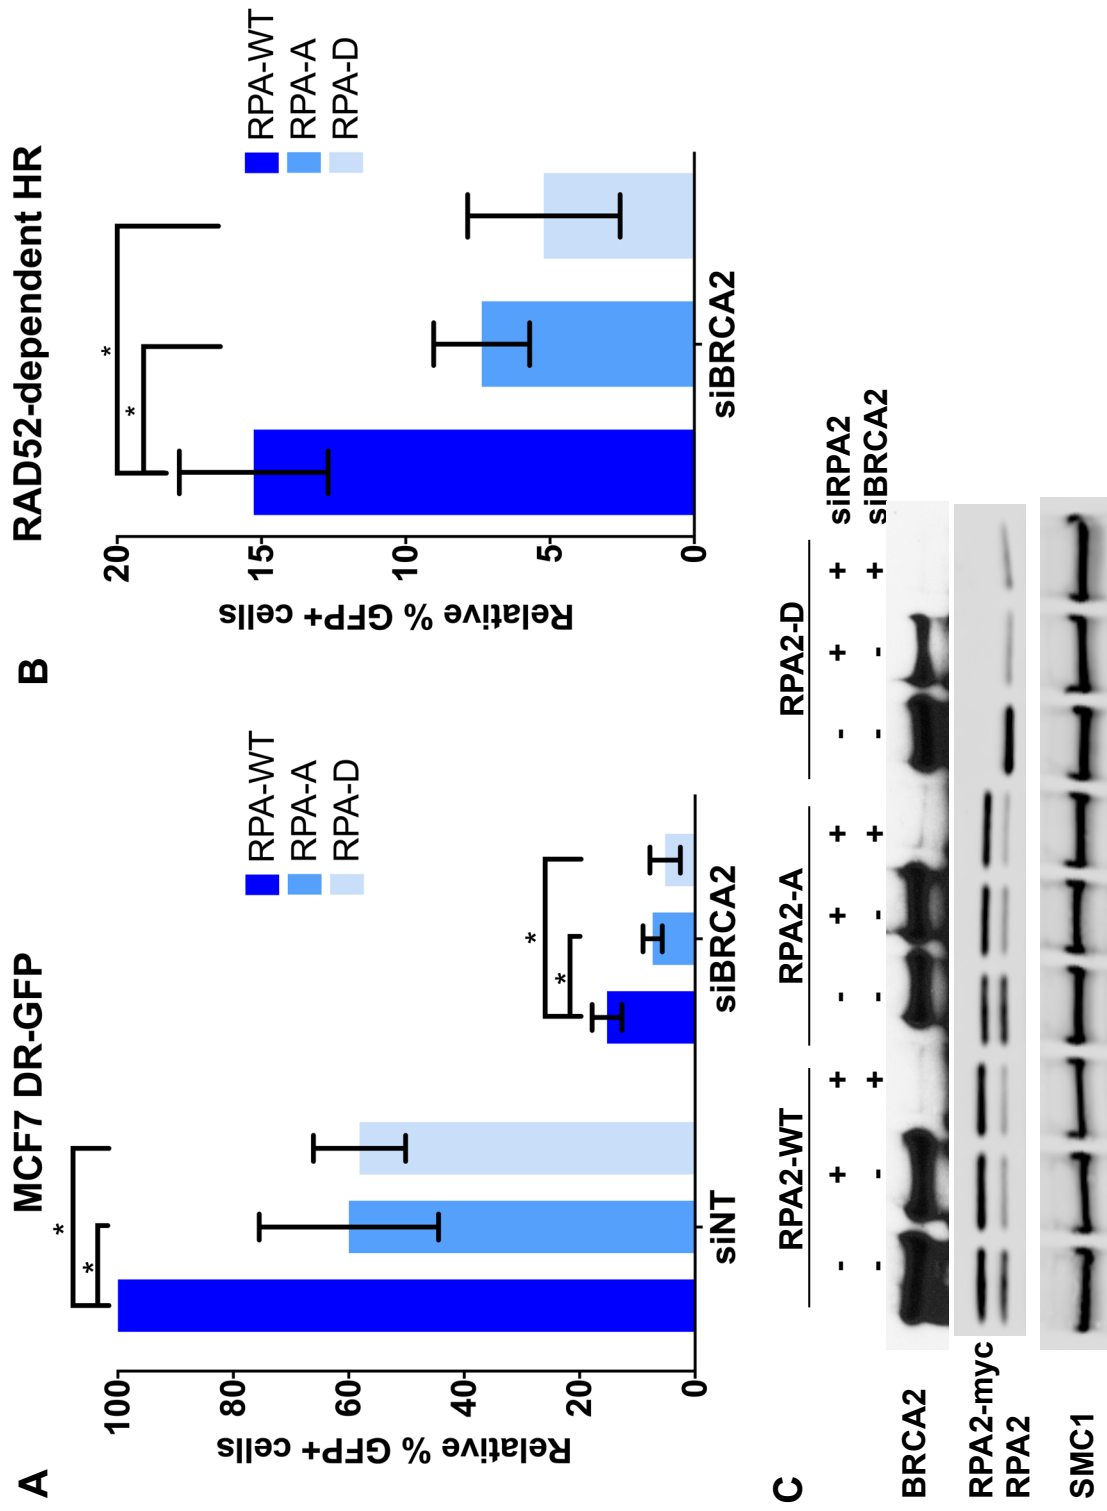 A
MCF7 DR-GFP
Relative % GFP+ cells
100
80
60
40
20
0
* *
* *
RPA-WT
RPA-A
RPA-D
siNT siBRCA2
B
RAD52-dependent HR
Relative % GFP+ cells
20
15
10
5
0
*
*
RPA-WT
RPA-A
RPA-D
siBRCA2
C
RPA2-WT RPA2-A RPA2-D
- + + - + + - + + siRPA2
- - + - - + - - + siBRCA2
BRCA2
RPA2-myc
RPA2
SMC1